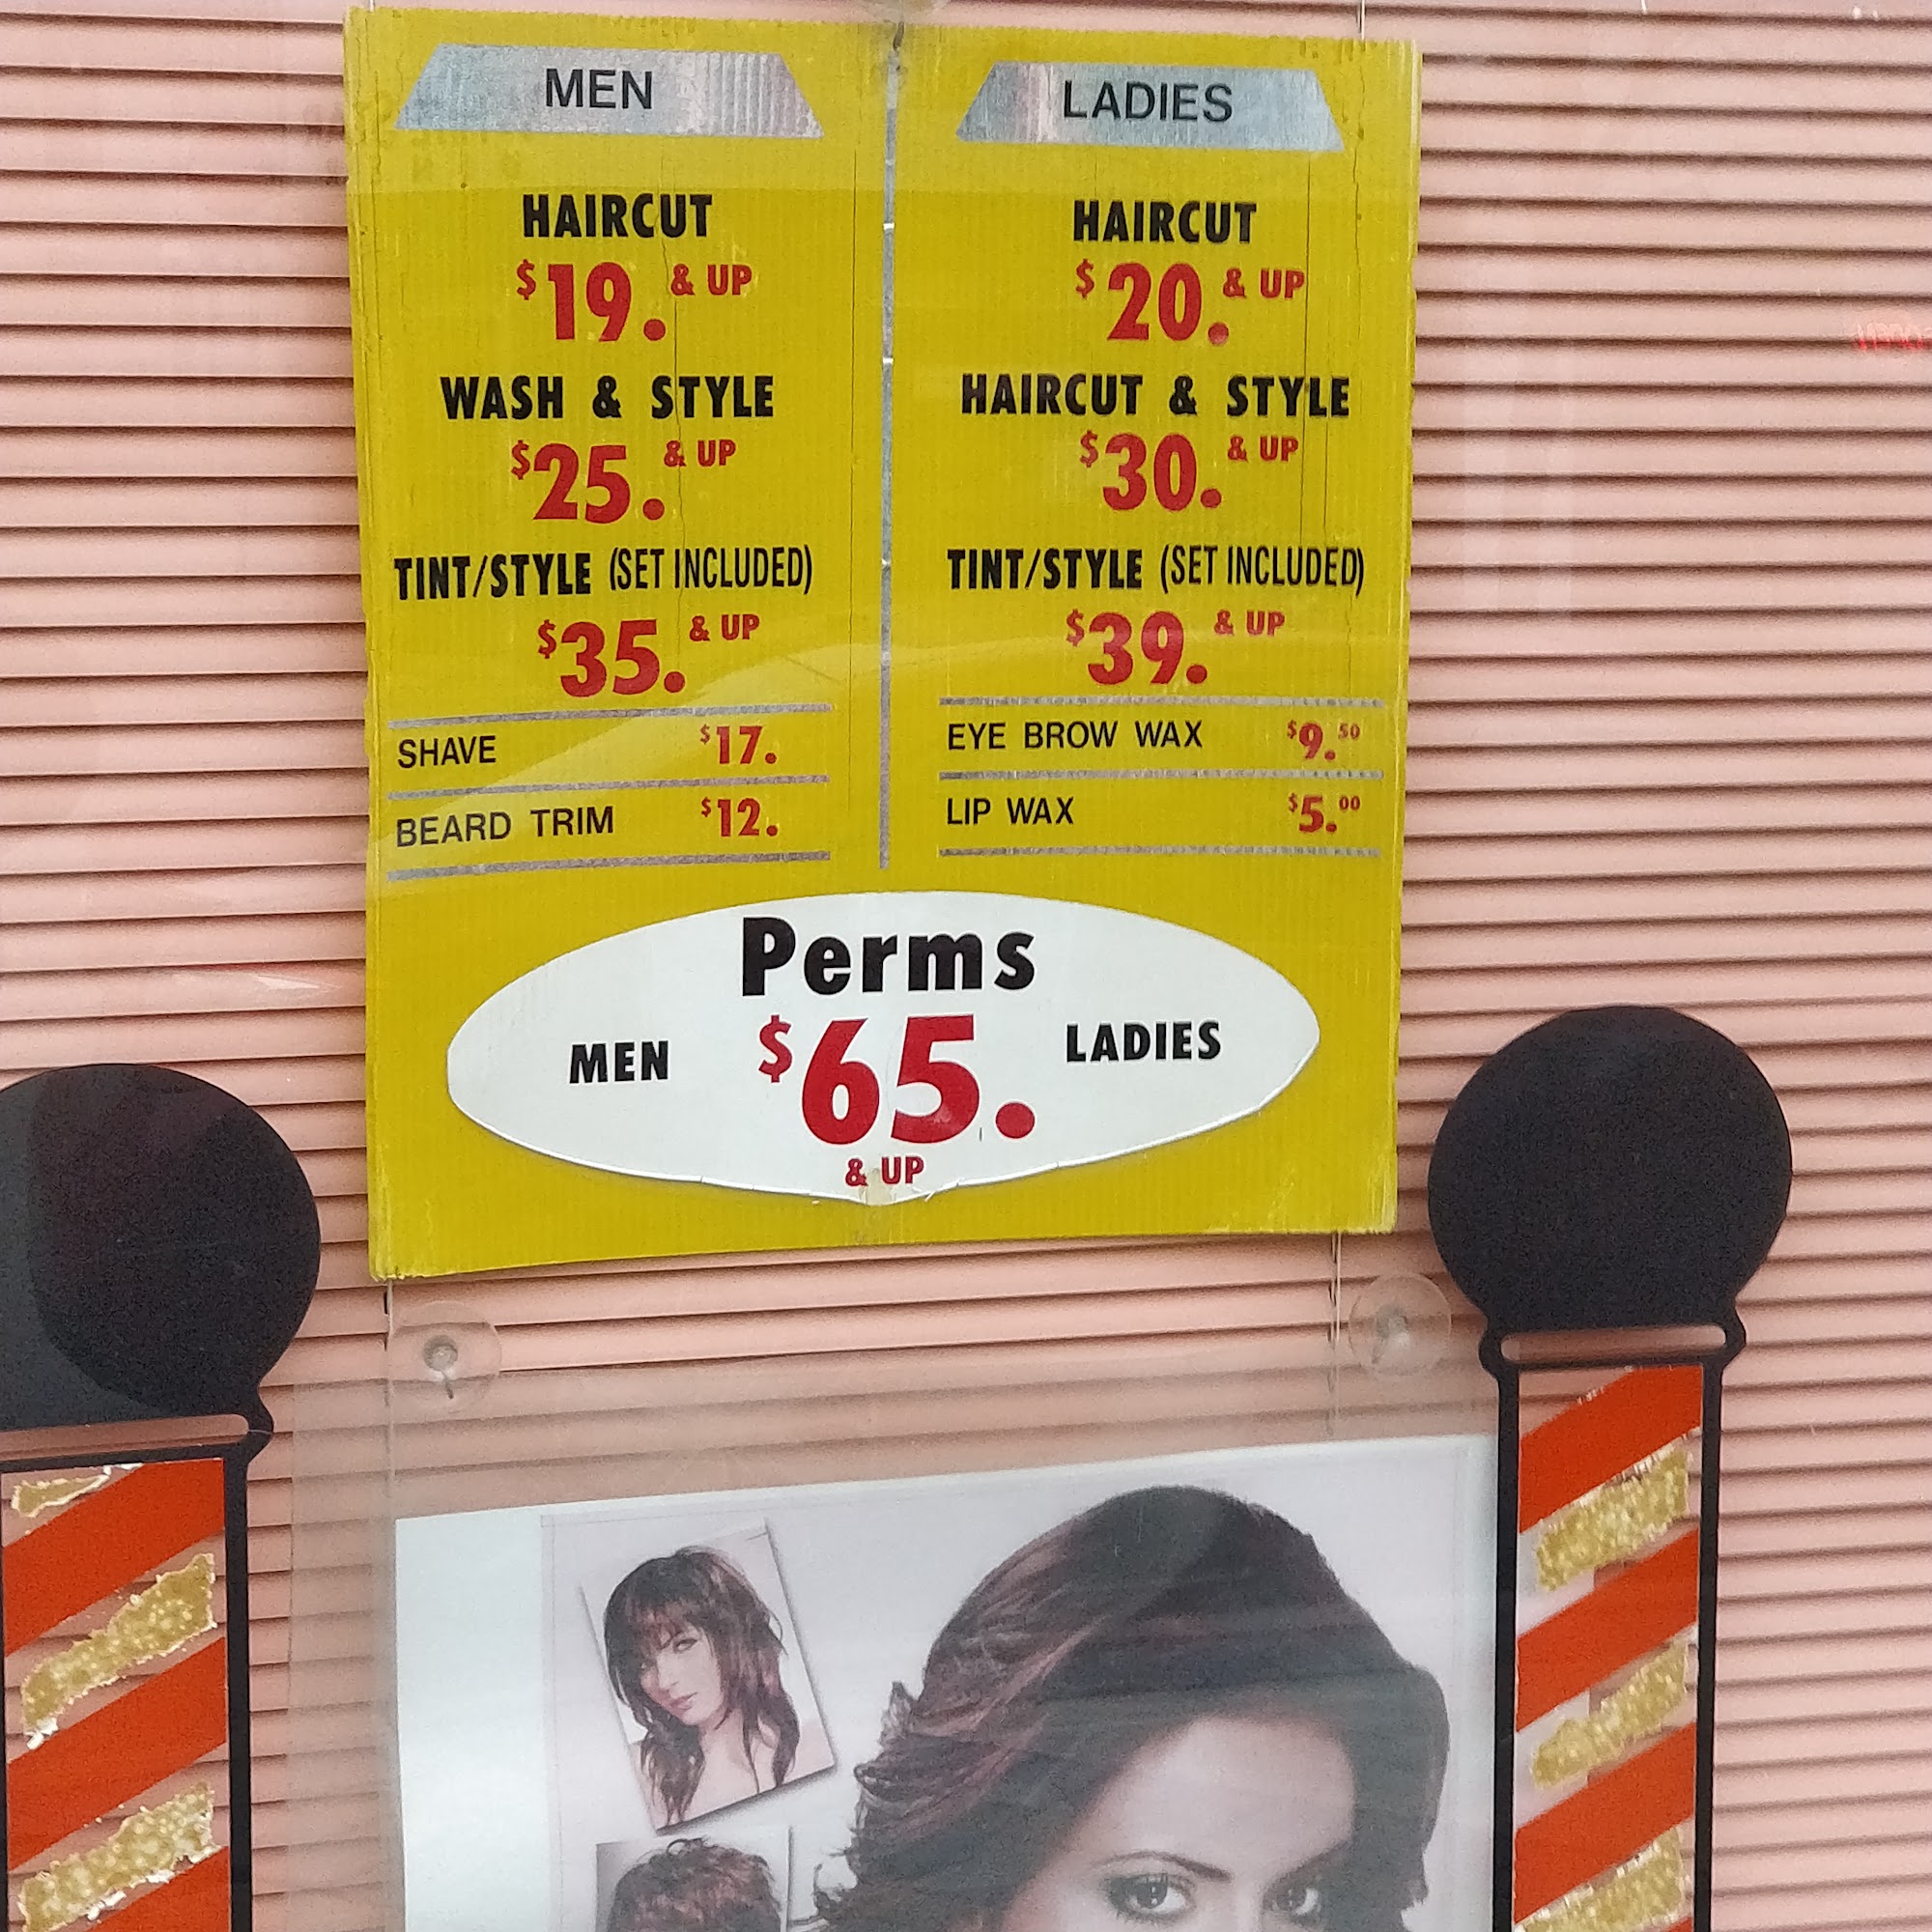 MEN
HAIRCUT
$19. & UP
WASH & STYLE
$25. & UP
TINT/STYLE (SET INCLUDED)
$35. & UP
SHAVE $17.
BEARD TRIM $12.
LADIES
HAIRCUT
$20. & UP
HAIRCUT & STYLE
$30. & UP
TINT/STYLE (SET INCLUDED)
$39. & UP
EYE BROW WAX $9.50
LIP WAX $5.00
Perms
MEN $65. LADIES
& UP